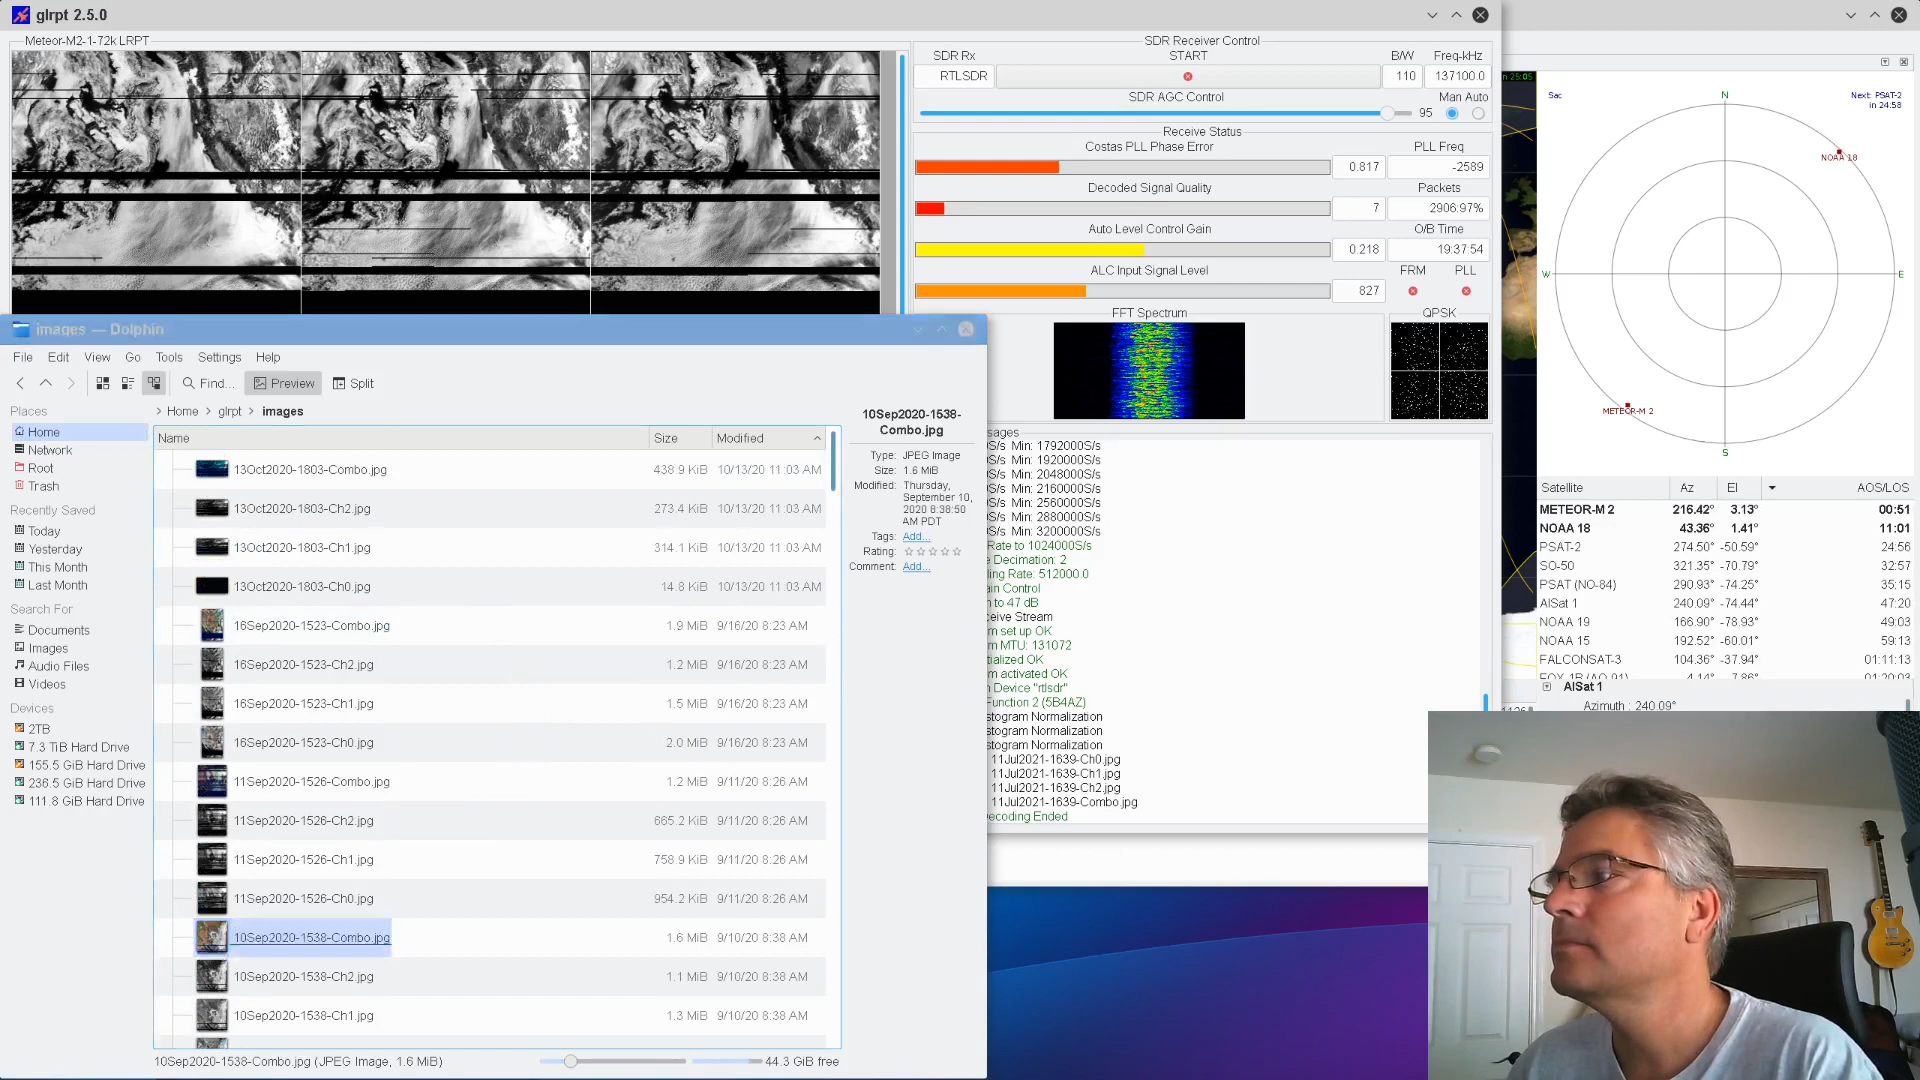 glrpt 2.5.0
Meteor-M2-1-72k LRPT
SDR Receiver Control
SDR Rx START B/W Freq-kHz
RTLSDR 110 137100.0
SDR AGC Control Man Auto
95
Receive Status
Costas PLL Phase Error PLL Freq
0.817 -2589
Decoded Signal Quality Packets
7 2906:97%
Auto Level Control Gain O/B Time
0.218 19:37:54
ALC Input Signal Level FRM PLL
827
FFT Spectrum QPSK
n 25:05
Sac
N
Next: PSAT-2
in 24:58
NOAA 18
W
E
METEOR-M 2
S
Satellite Az El AOS/LOS
METEOR-M 2 216.42° 3.13° 00:51
NOAA 18 43.36° 1.41° 11:01
PSAT-2 274.50° -50.59° 24:56
SO-50 321.35° -70.79° 32:57
PSAT (NO-84) 290.93° -74.25° 35:15
AISat 1 240.09° -74.44° 47:20
NOAA 19 166.90° -78.93° 49:03
NOAA 15 192.52° -60.01° 59:13
FALCONSAT-3 104.36° -37.94° 01:11:13
AISat 1
Azimuth : 240.09°
images — Dolphin
File Edit View Go Tools Settings Help
Find... Preview Split
Places
Home
Network
Root
Trash
Recently Saved
Today
Yesterday
This Month
Last Month
Search For
Documents
Images
Audio Files
Videos
Devices
2TB
7.3 TiB Hard Drive
155.5 GiB Hard Drive
236.5 GiB Hard Drive
111.8 GiB Hard Drive
> Home > glrpt > images
Name Size Modified
13Oct2020-1803-Combo.jpg 438.9 KiB 10/13/20 11:03 AM
13Oct2020-1803-Ch2.jpg 273.4 KiB 10/13/20 11:03 AM
13Oct2020-1803-Ch1.jpg 314.1 KiB 10/13/20 11:03 AM
13Oct2020-1803-Ch0.jpg 14.8 KiB 10/13/20 11:03 AM
16Sep2020-1523-Combo.jpg 1.9 MiB 9/16/20 8:23 AM
16Sep2020-1523-Ch2.jpg 1.2 MiB 9/16/20 8:23 AM
16Sep2020-1523-Ch1.jpg 1.5 MiB 9/16/20 8:23 AM
16Sep2020-1523-Ch0.jpg 2.0 MiB 9/16/20 8:23 AM
11Sep2020-1526-Combo.jpg 1.2 MiB 9/11/20 8:26 AM
11Sep2020-1526-Ch2.jpg 665.2 KiB 9/11/20 8:26 AM
11Sep2020-1526-Ch1.jpg 758.9 KiB 9/11/20 8:26 AM
11Sep2020-1526-Ch0.jpg 954.2 KiB 9/11/20 8:26 AM
10Sep2020-1538-Combo.jpg 1.6 MiB 9/10/20 8:38 AM
10Sep2020-1538-Ch2.jpg 1.1 MiB 9/10/20 8:38 AM
10Sep2020-1538-Ch1.jpg 1.3 MiB 9/10/20 8:38 AM
10Sep2020-1538-Combo.jpg (JPEG Image, 1.6 MiB) 44.3 GiB free
10Sep2020-1538-
Combo.jpg
Type: JPEG Image
Size: 1.6 MiB
Modified: Thursday,
September 10,
2020 8:38:50
AM PDT
Tags: Add...
Rating:
Comment: Add...
ssages
S/s Min: 1792000S/s
S/s Min: 1920000S/s
S/s Min: 2048000S/s
S/s Min: 2160000S/s
S/s Min: 2560000S/s
S/s Min: 2880000S/s
S/s Min: 3200000S/s
Rate to 1024000S/s
e Decimation: 2
ling Rate: 512000.0
ain Control
n to 47 dB
ceive Stream
m set up OK
m MTU: 131072
tialized OK
m activated OK
n Device "rtlsdr"
Function 2 (5B4AZ)
stogram Normalization
stogram Normalization
stogram Normalization
11Jul2021-1639-Ch0.jpg
11Jul2021-1639-Ch1.jpg
11Jul2021-1639-Ch2.jpg
11Jul2021-1639-Combo.jpg
ecoding Ended